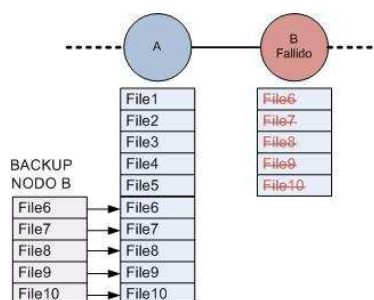 A
B
Fallido
File1
File2
File3
File4
File5
File6
File7
File8
File9
File10
File6
File7
File8
File9
File10
BACKUP
NODO B
File6
File7
File8
File9
File10